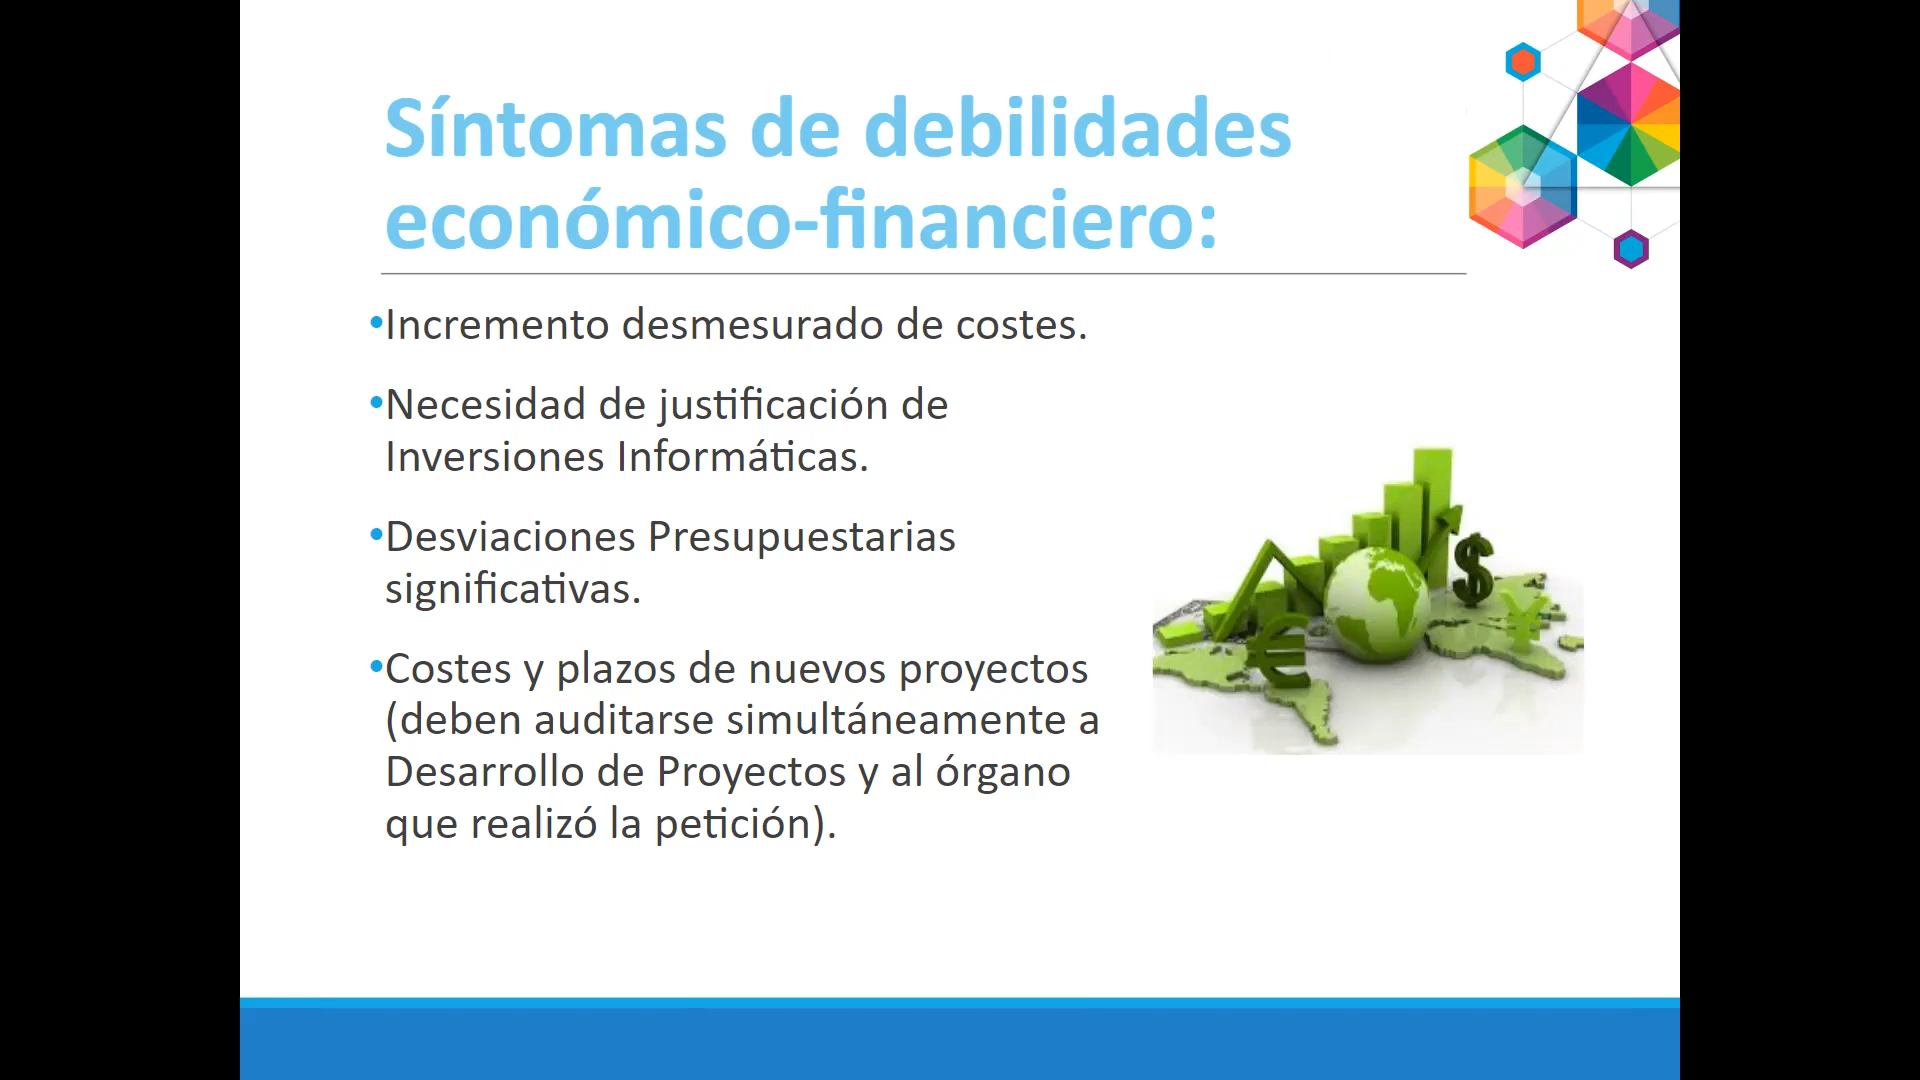 Síntomas de debilidades
económico-financiero:
•Incremento desmesurado de costes.
•Necesidad de justificación de
Inversiones Informáticas.
•Desviaciones Presupuestarias
significativas.
•Costes y plazos de nuevos proyectos
(deben auditarse simultáneamente a
Desarrollo de Proyectos y al órgano
que realizó la petición).
$
¥
€